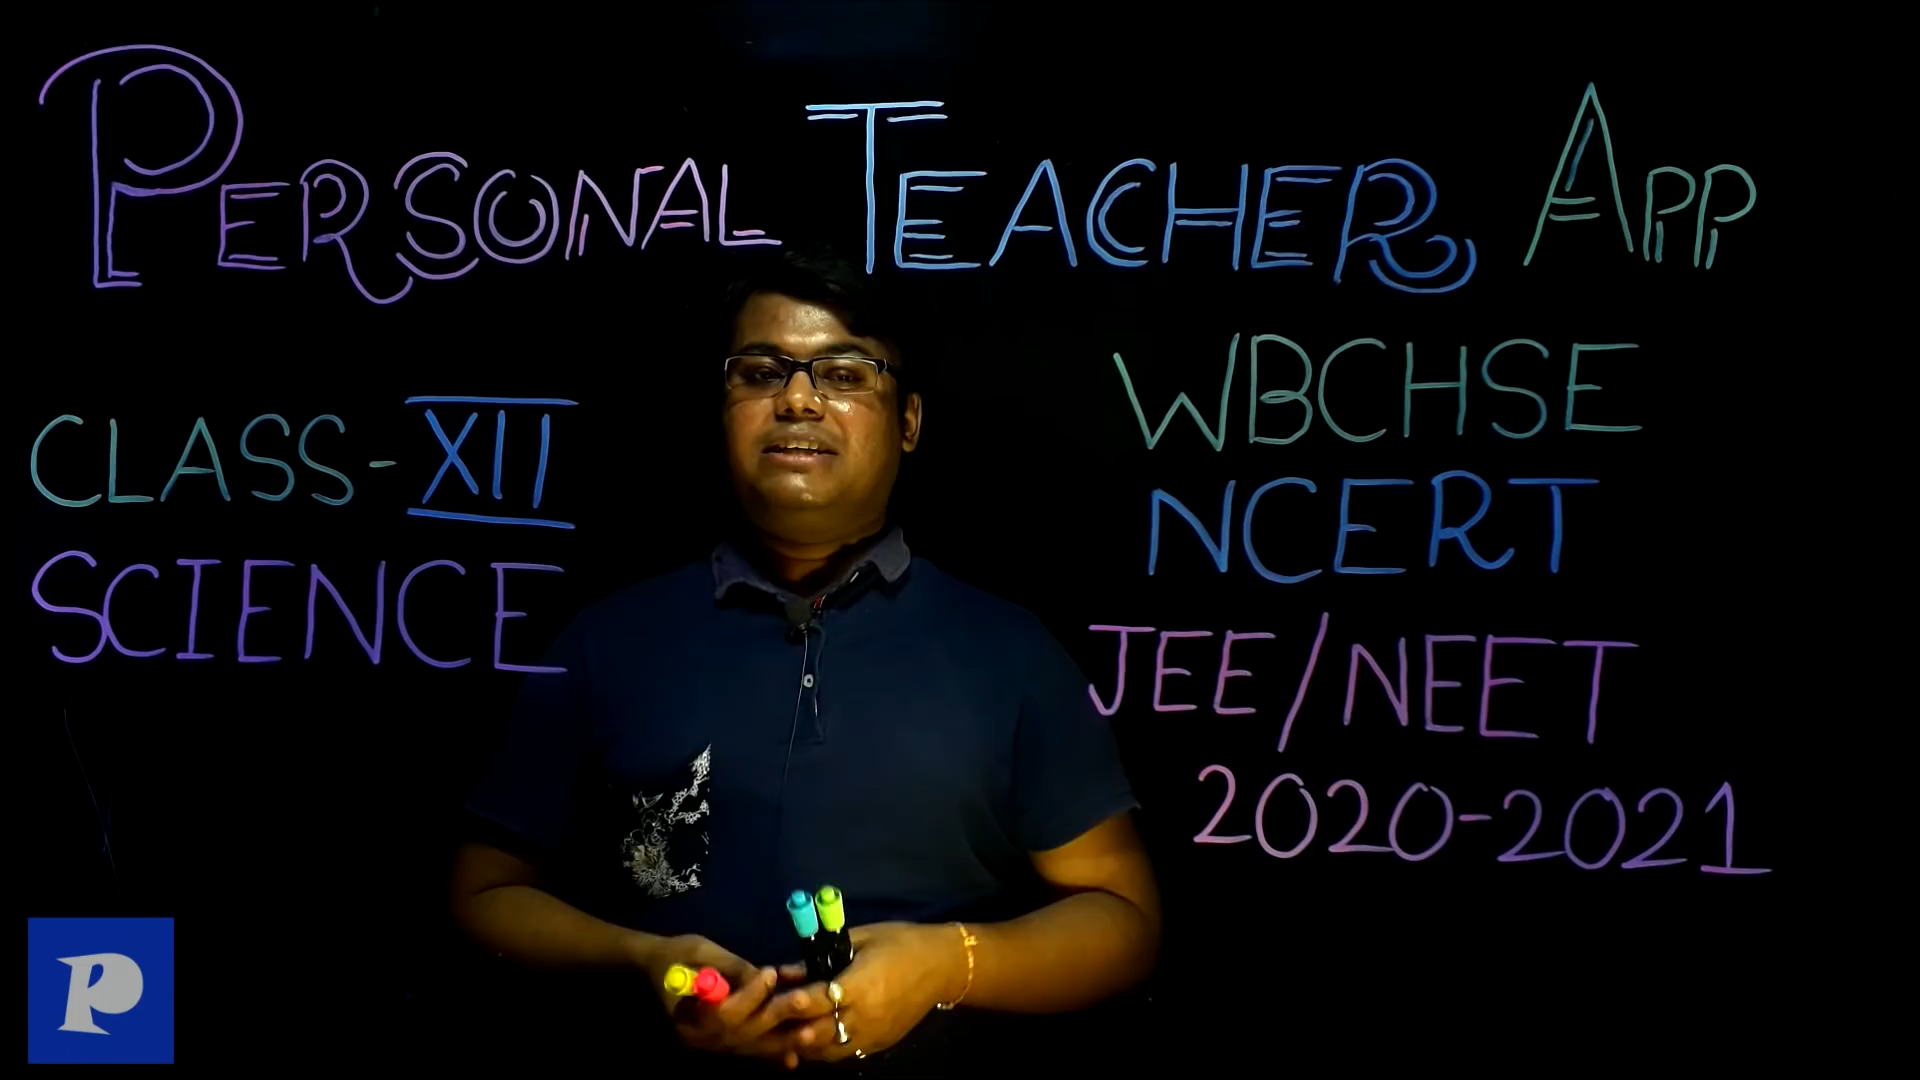 PERSONAL TEACHER APP
CLASS-XII
SCIENCE
WBCHSE
NCERT
JEE/NEET
2020-2021
P